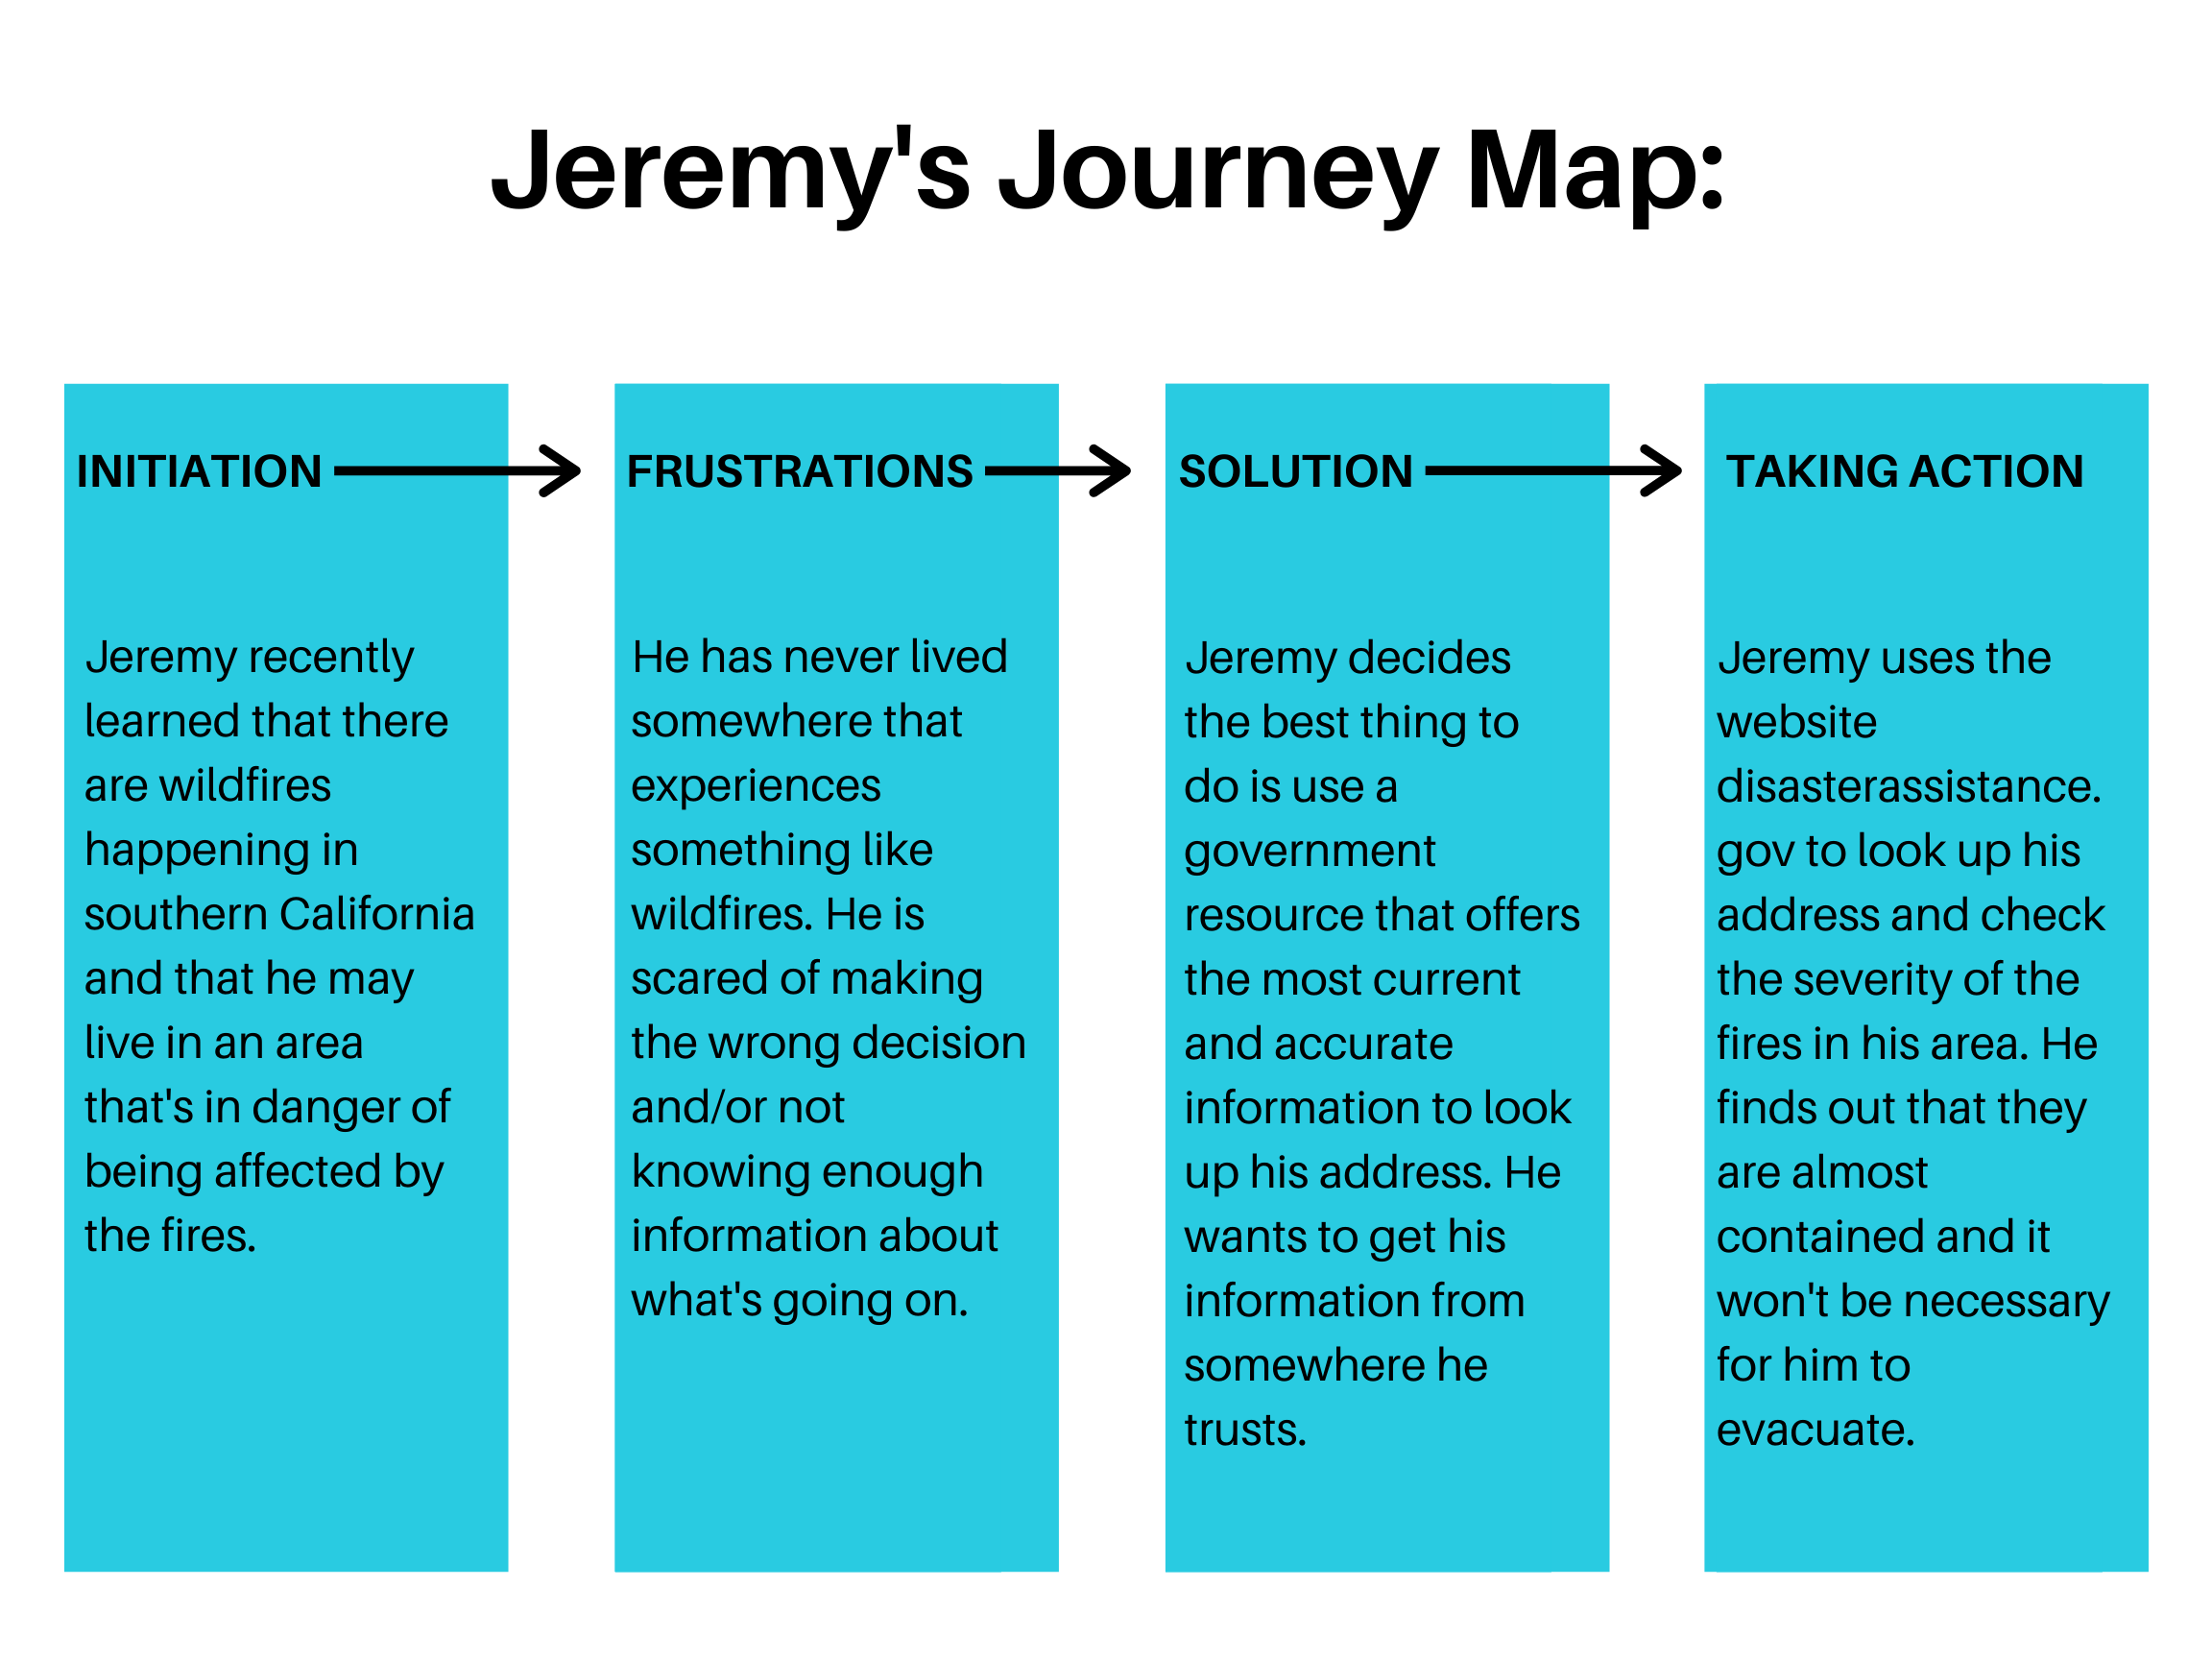 Jeremy's Journey Map:
INITIATION
Jeremy recently
learned that there
are wildfires
happening in
southern California
and that he may
live in an area
that's in danger of
being affected by
the fires.
FRUSTRATIONS
He has never lived
somewhere that
experiences
something like
wildfires. He is
scared of making
the wrong decision
and/or not
knowing enough
information about
what's going on.
SOLUTION
Jeremy decides
the best thing to
do is use a
government
resource that offers
the most current
and accurate
information to look
up his address. He
wants to get his
information from
somewhere he
trusts.
TAKING ACTION
Jeremy uses the
website
disasterassistance.
gov to look up his
address and check
the severity of the
fires in his area. He
finds out that they
are almost
contained and it
won't be necessary
for him to
evacuate.